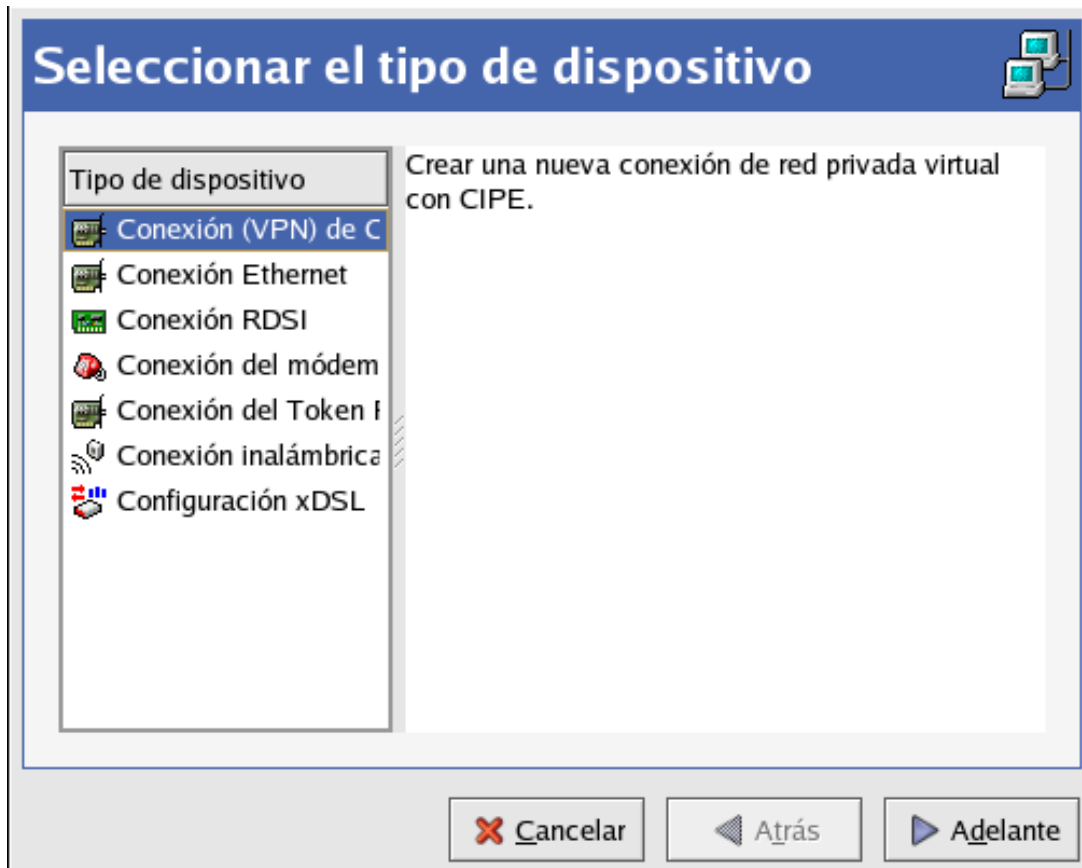 Seleccionar el tipo de dispositivo
Tipo de dispositivo
Conexión (VPN) de C
Conexión Ethernet
Conexión RDSI
Conexión del módem
Conexión del Token
Conexión inalámbrica
Configuración xDSL
Crear una nueva conexión de red privada virtual
con CIPE.
Cancelar
Atrás
Adelante